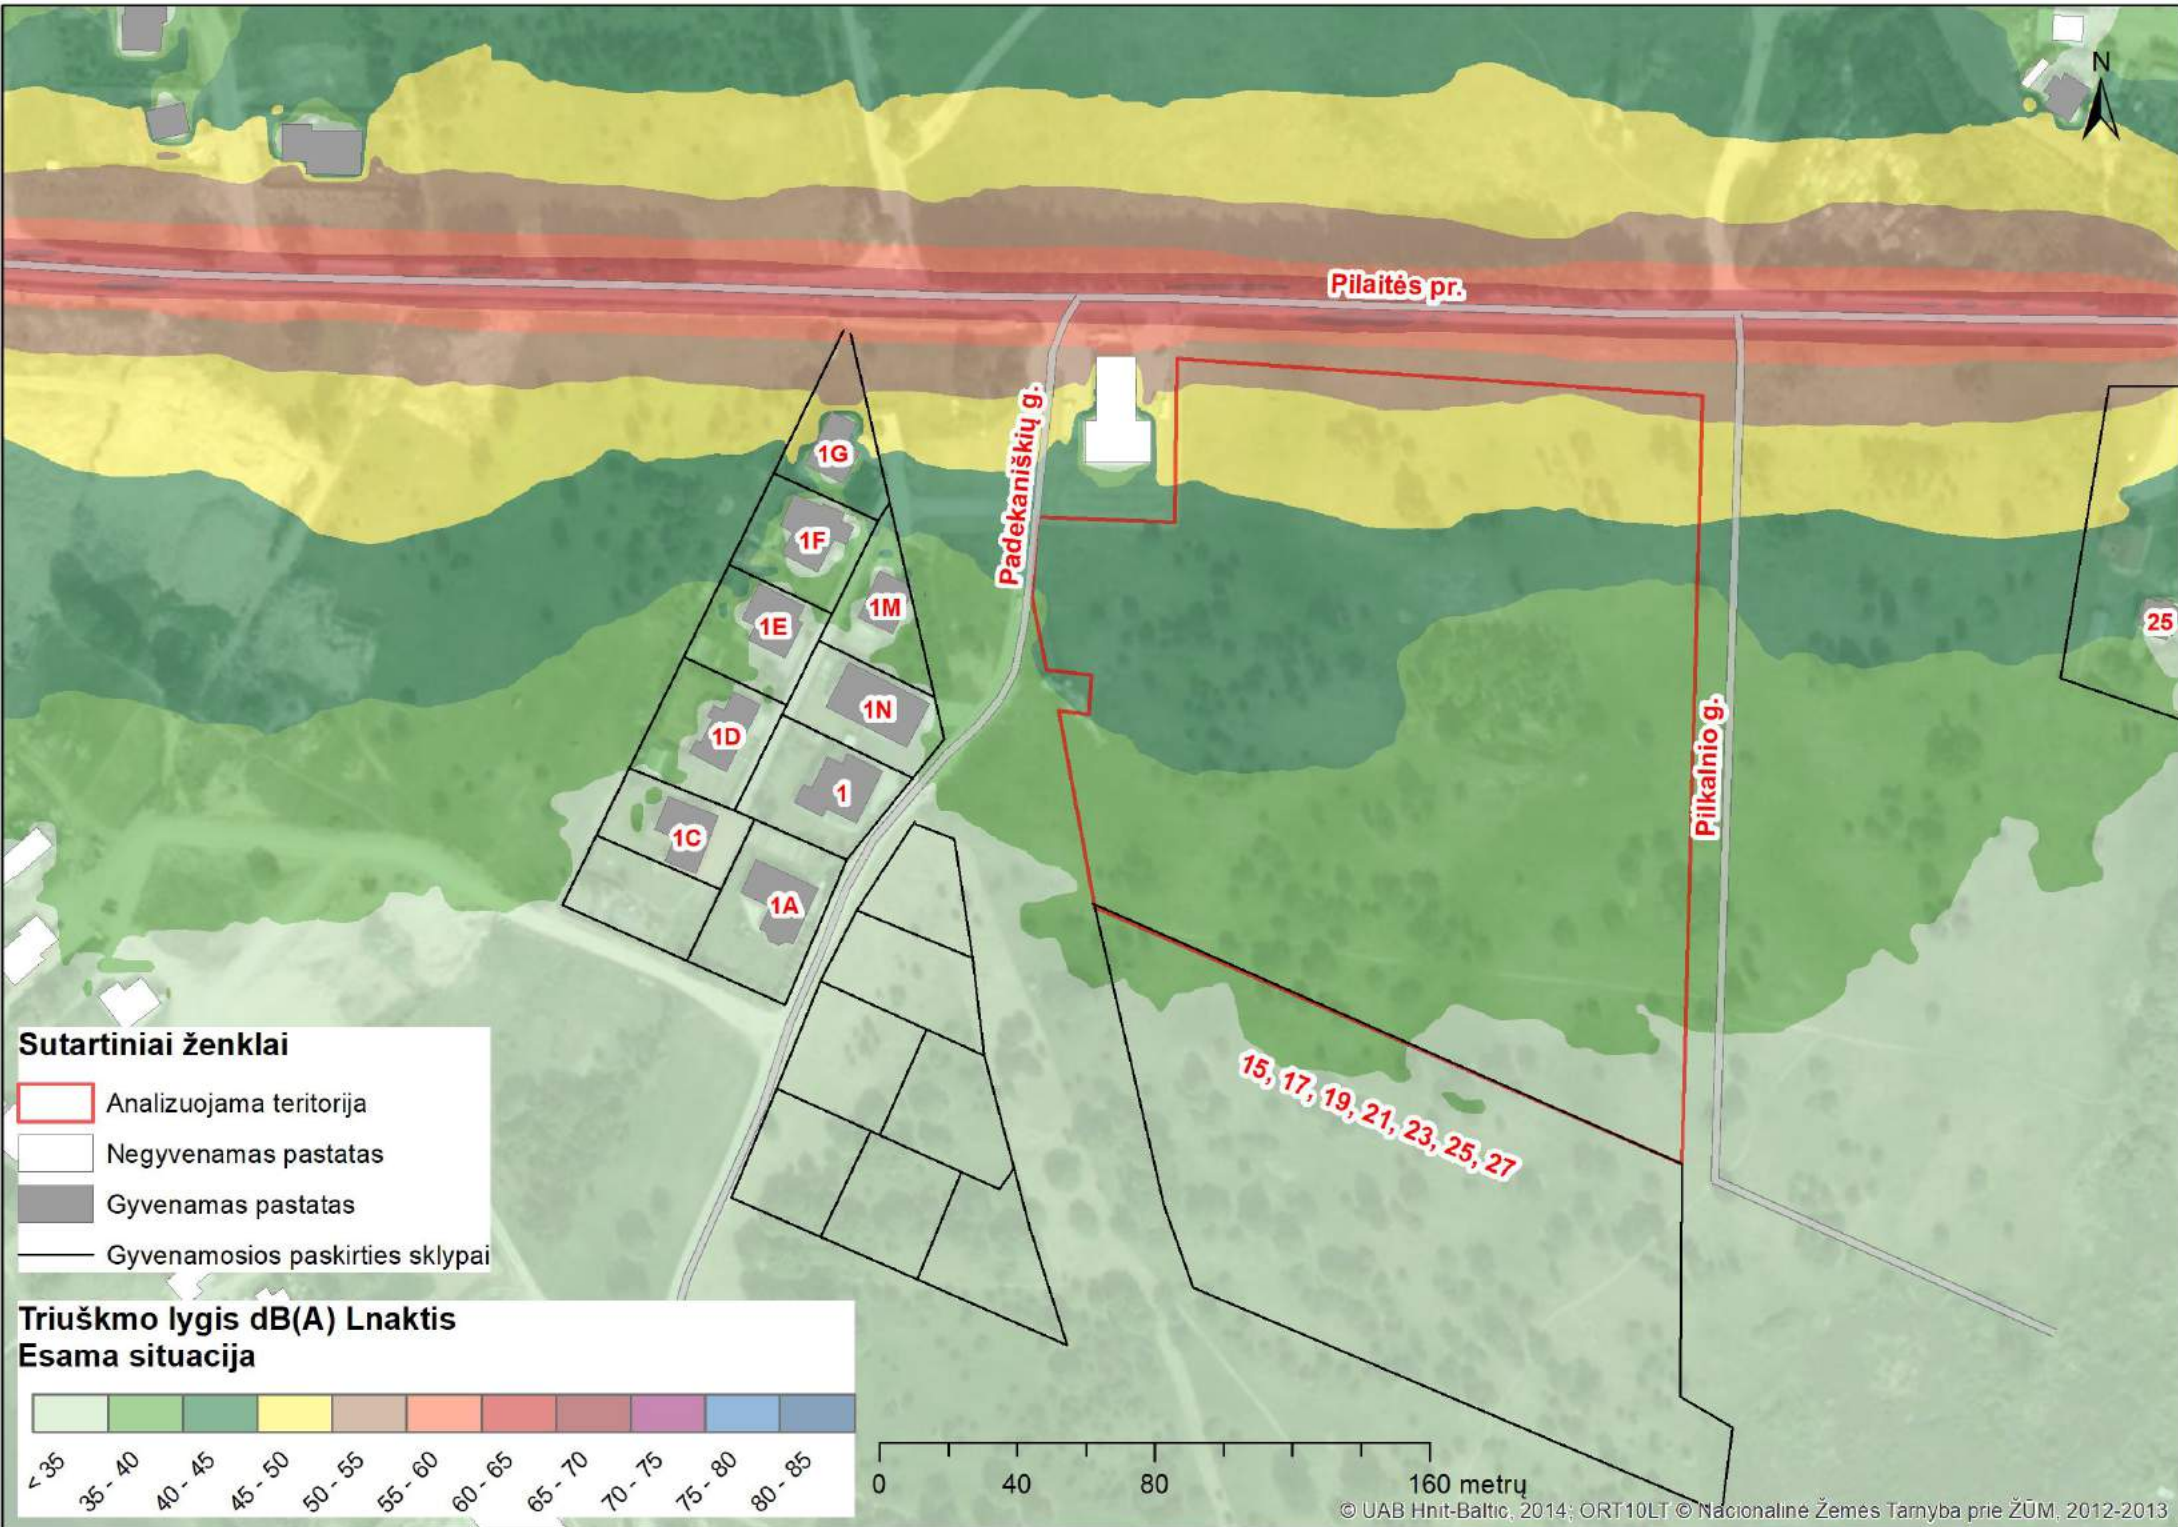 N
Pilaitės pr.
Padekaniškių g.
1G
1F
1M
1E
25
1N
1D
Pilkalnio g.
1
1C
1A
15, 17, 19, 21, 23, 25, 27
Sutartiniai ženklai
Analizuojama teritorija
Negyvenamas pastatas
Gyvenamas pastatas
Gyvenamosios paskirties sklypai
Triuškmo lygis dB(A) Lnaktis
Esama situacija
< 35 35 - 40 40 - 45 45 - 50 50 - 55 55 - 60 60 - 65 65 - 70 70 - 75 75 - 80 80 - 85
0 40 80 160 metrų
© UAB Hnit-Baltic, 2014; ORT10LT © Nacionalinė Žemės Tarnyba prie ŽŪM, 2012-2013